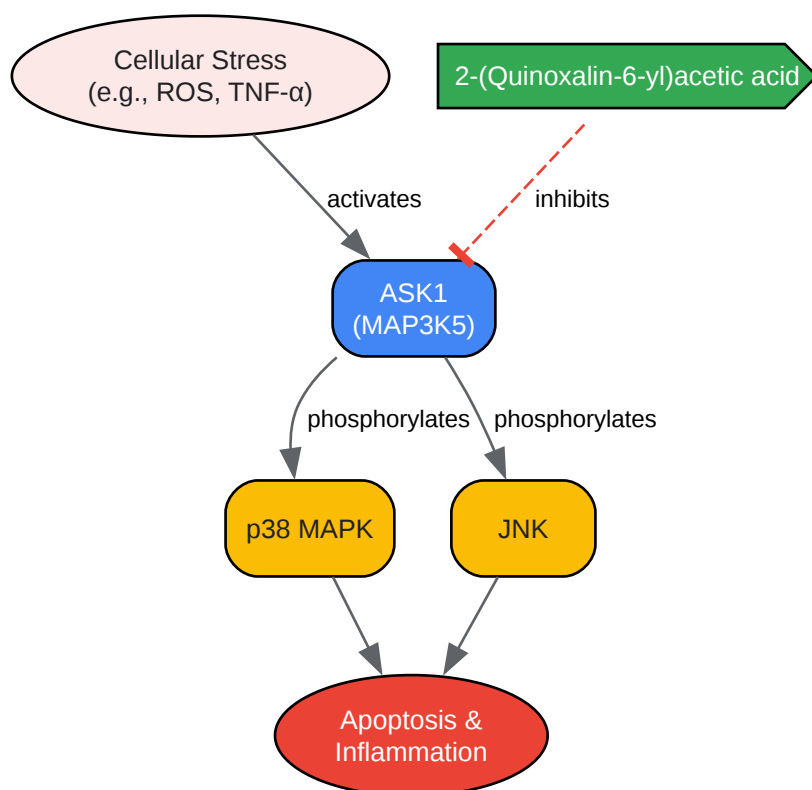 Cellular Stress
(e.g., ROS, TNF-α)
2-(Quinoxalin-6-yl)acetic acid
activates
inhibits
ASK1
(MAP3K5)
phosphorylates
phosphorylates
p38 MAPK
JNK
Apoptosis &
Inflammation